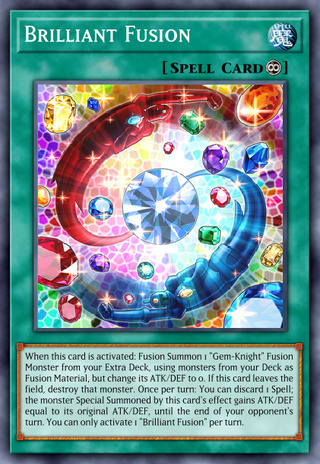 Brilliant Fusion
[Spell Card]
When this card is activated: Fusion Summon 1 "Gem-Knight" Fusion
Monster from your Extra Deck, using monsters from your Deck as
Fusion Material, but change its ATK/DEF to 0. If this card leaves the
field, destroy that monster. Once per turn: You can discard 1 Spell;
the monster Special Summoned by this card's effect gains ATK/DEF
equal to its original ATK/DEF, until the end of your opponent's
turn. You can only activate 1 "Brilliant Fusion" per turn.